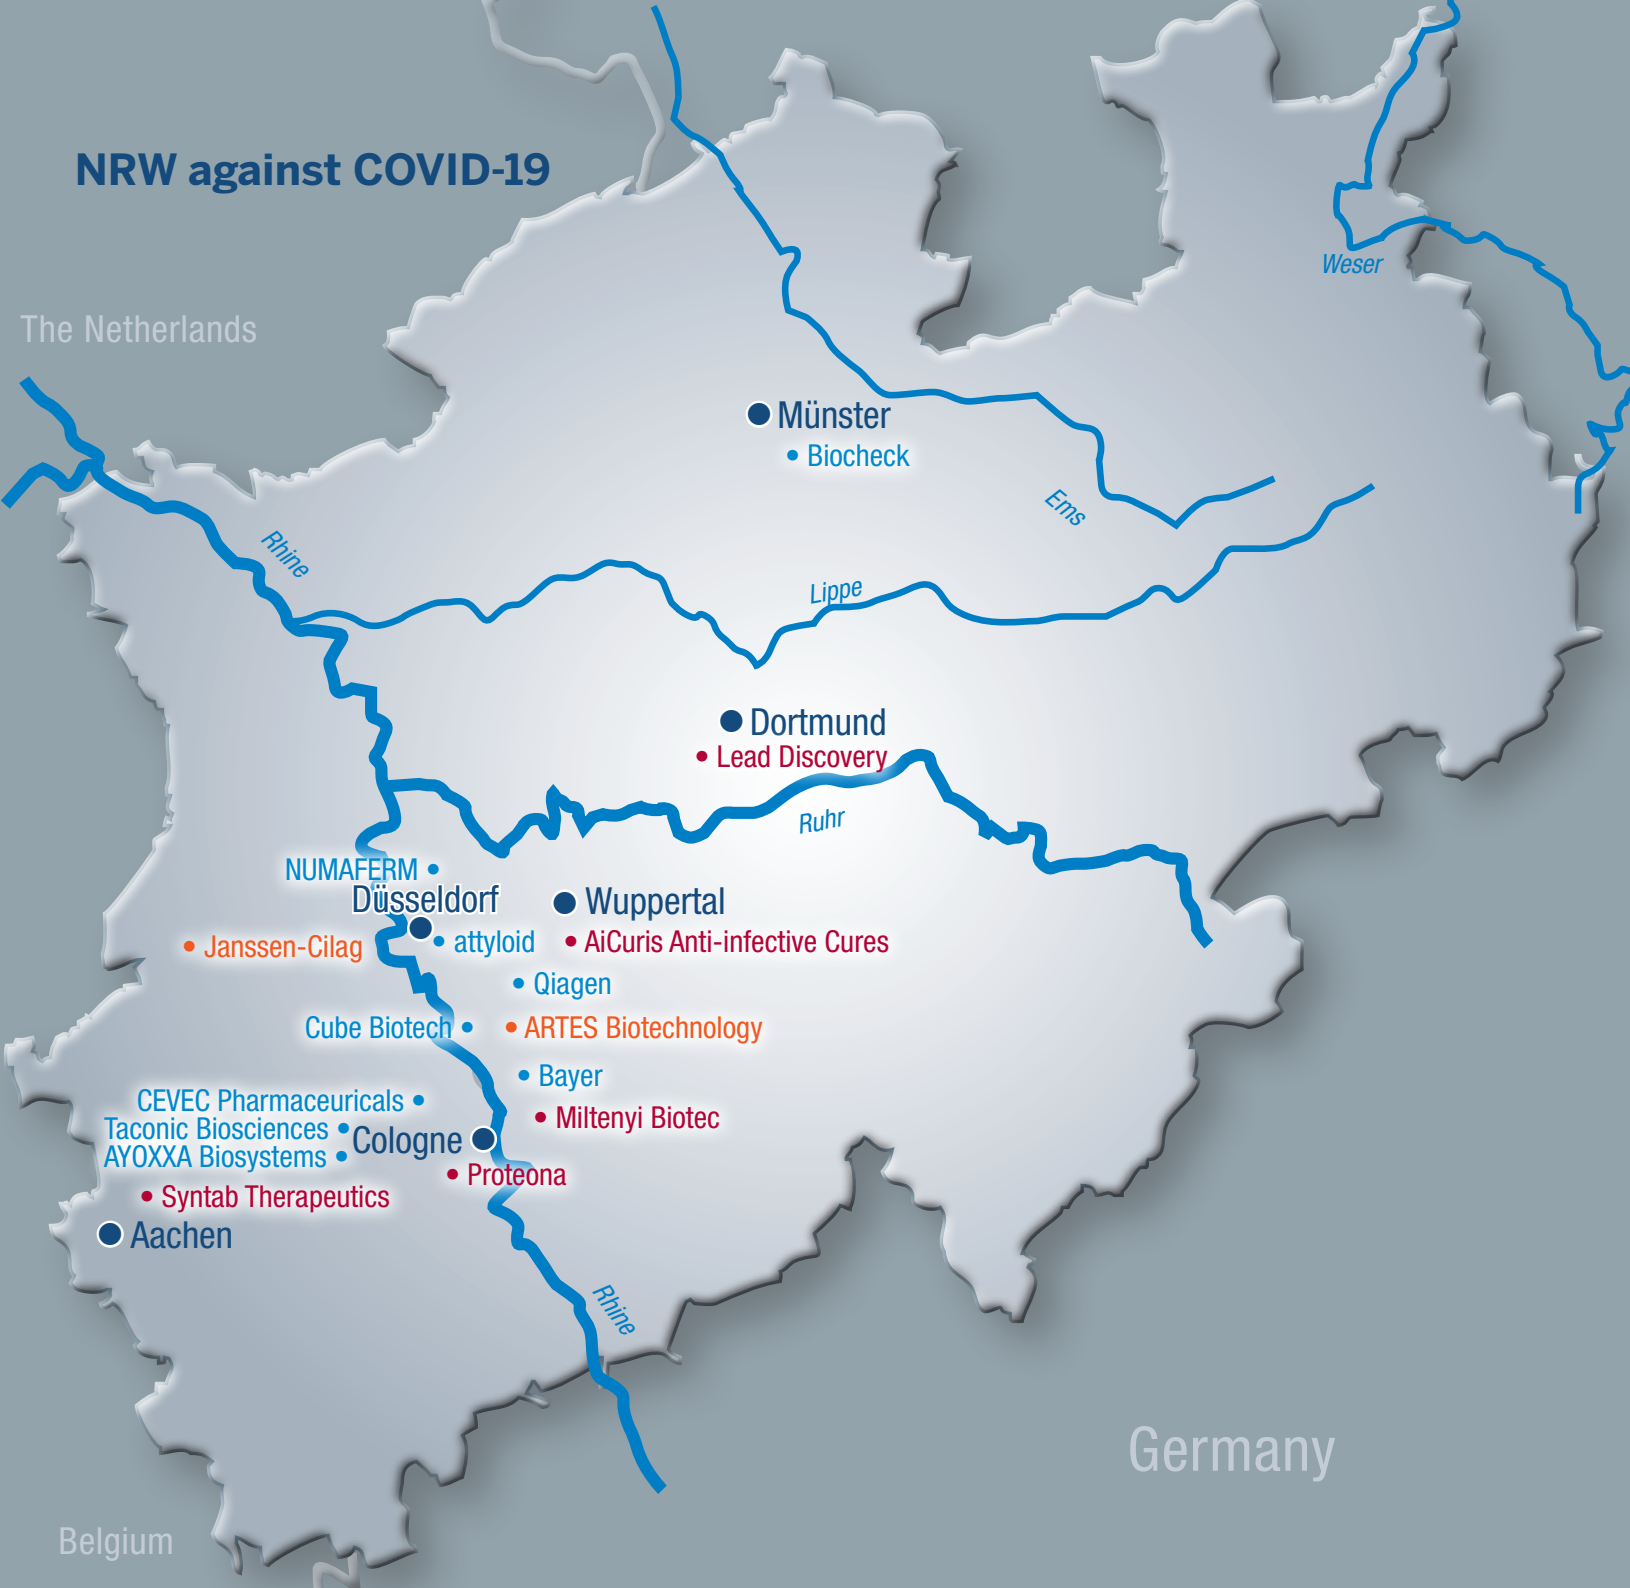 NRW against COVID-19
Weser
The Netherlands
Münster
Biocheck
Ems
Rhine
Lippe
Dortmund
Lead Discovery
Ruhr
NUMAFERM
Düsseldorf
Wuppertal
Janssen-Cilag
attyloid
AiCuris Anti-infective Cures
Qiagen
Cube Biotech
ARTES Biotechnology
Bayer
CEVEC Pharmaceuricals
Miltenyi Biotec
Taconic Biosciences
Cologne
AYOXXA Biosystems
Proteona
Syntab Therapeutics
Aachen
Rhine
Germany
Belgium